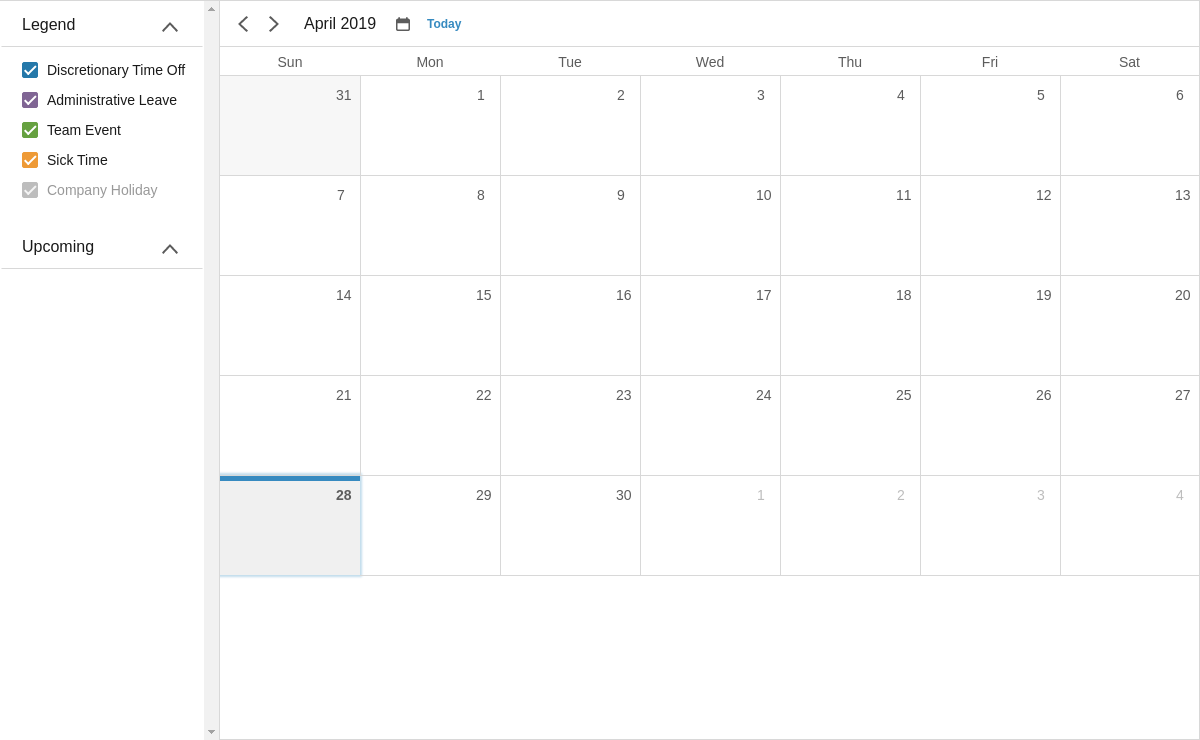 Legend
Discretionary Time Off
Administrative Leave
Team Event
Sick Time
Company Holiday
Upcoming
April 2019 Today
Sun Mon Tue Wed Thu Fri Sat
31 1 2 3 4 5 6
7 8 9 10 11 12 13
14 15 16 17 18 19 20
21 22 23 24 25 26 27
28 29 30 1 2 3 4